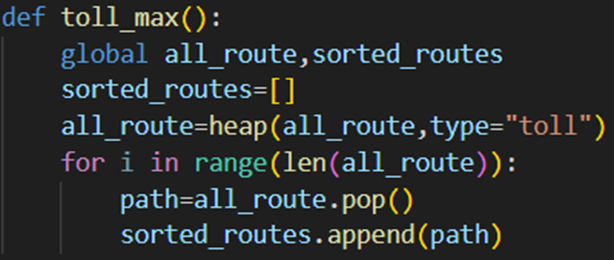 def toll_max():
    global all_route,sorted_routes
    sorted_routes=[]
    all_route=heap(all_route,type="toll")
    for i in range(len(all_route)):
        path=all_route.pop()
        sorted_routes.append(path)